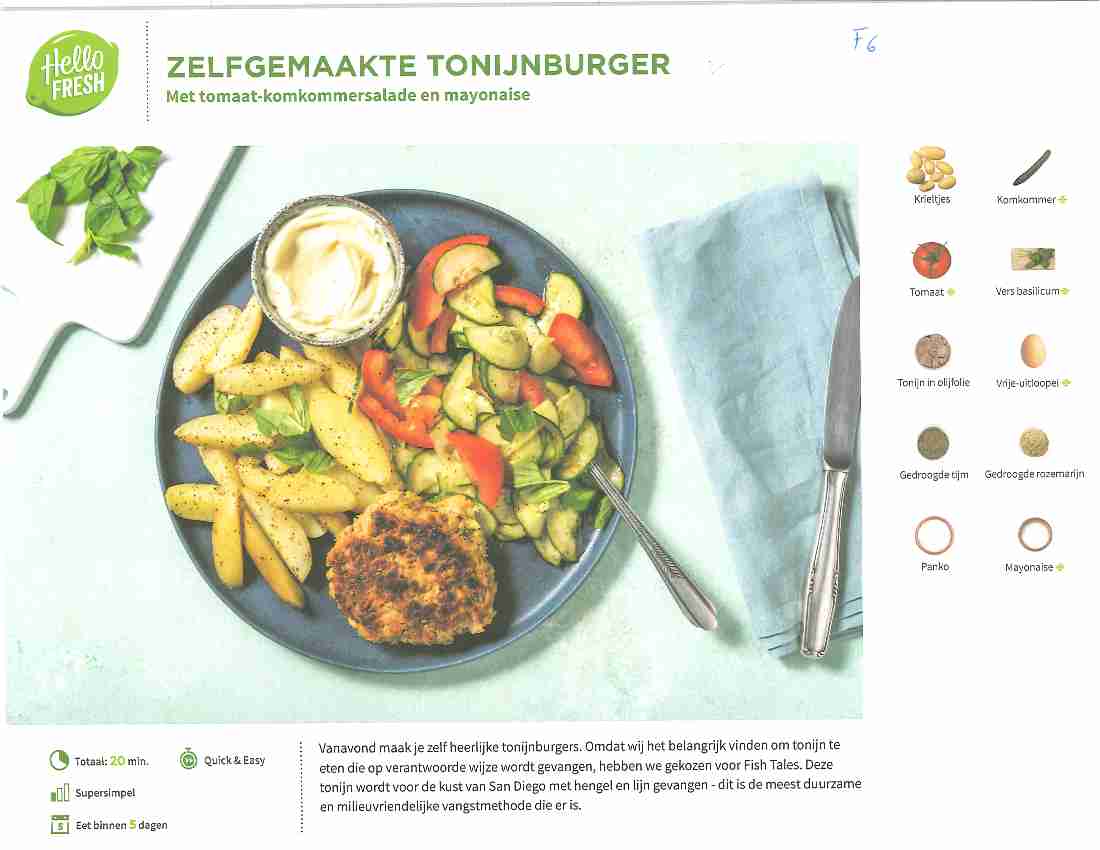 Hello
FRESH
F6
ZELFGEMAAKTE TONIJNBURGER
Met tomaat-komkommersalade en mayonaise
Krieltjes
Komkommer
Tomaat
Vers basilicum
Tonijn in olijfolie
Vrije-uitloopei
Gedroogde tijm
Gedroogde rozemarijn
Panko
Mayonaise
Totaal: 20 min.
Quick & Easy
Supersimpel
5
Eet binnen 5 dagen
Vanavond maak je zelf heerlijke tonijnburgers. Omdat wij het belangrijk vinden om tonijn te
eten die op verantwoorde wijze wordt gevangen, hebben we gekozen voor Fish Tales. Deze
tonijn wordt voor de kust van San Diego met hengel en lijn gevangen - dit is de meest duurzame
en milieuvriendelijke vangstmethode die er is.